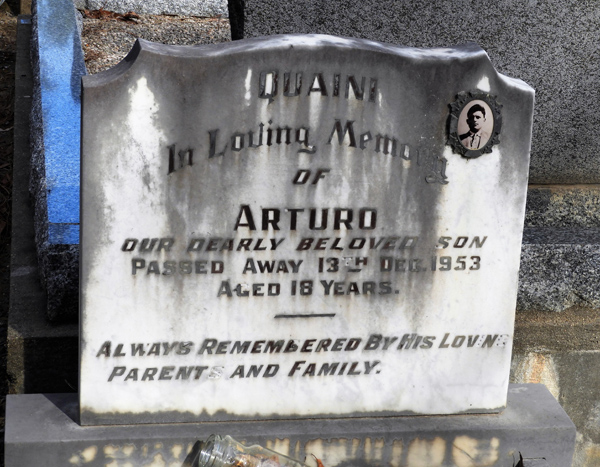 QUAINI
In Loving Memory
OF
ARTURO
OUR DEARLY BELOVED SON
PASSED AWAY 13TH DEC. 1953
AGED 18 YEARS.
ALWAYS REMEMBERED BY HIS LOVING
PARENTS AND FAMILY.